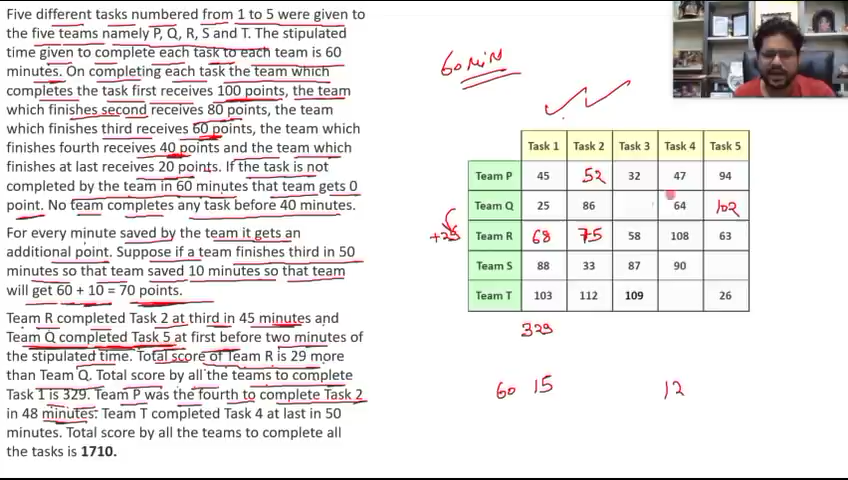 Five different tasks numbered from 1 to 5 were given to
the five teams namely P, Q, R, S and T. The stipulated
time given to complete each task to each team is 60
minutes. On completing each task the team which
completes the task first receives 100 points, the team
which finishes second receives 80 points, the team
which finishes third receives 60 points, the team which
finishes fourth receives 40 points and the team which
finishes at last receives 20 points. If the task is not
completed by the team in 60 minutes that team gets 0
point. No team completes any task before 40 minutes.
For every minute saved by the team it gets an
additional point. Suppose if a team finishes third in 50
minutes so that team saved 10 minutes so that team
will get 60 + 10 = 70 points.
Team R completed Task 2 at third in 45 minutes and
Team Q completed Task 5 at first before two minutes of
the stipulated time. Total score of Team R is 29 more
than Team Q. Total score by all the teams to complete
Task 1 is 329. Team P was the fourth to complete Task 2
in 48 minutes. Team T completed Task 4 at last in 50
minutes. Total score by all the teams to complete all
the tasks is 1710.
60 MIN
Task 1 Task 2 Task 3 Task 4 Task 5
Team P 45 52 32 47 94
Team Q 25 86 64 102
+29 Team R 68 75 58 108 63
Team S 88 33 87 90
Team T 103 112 109 26
329
60 15 12